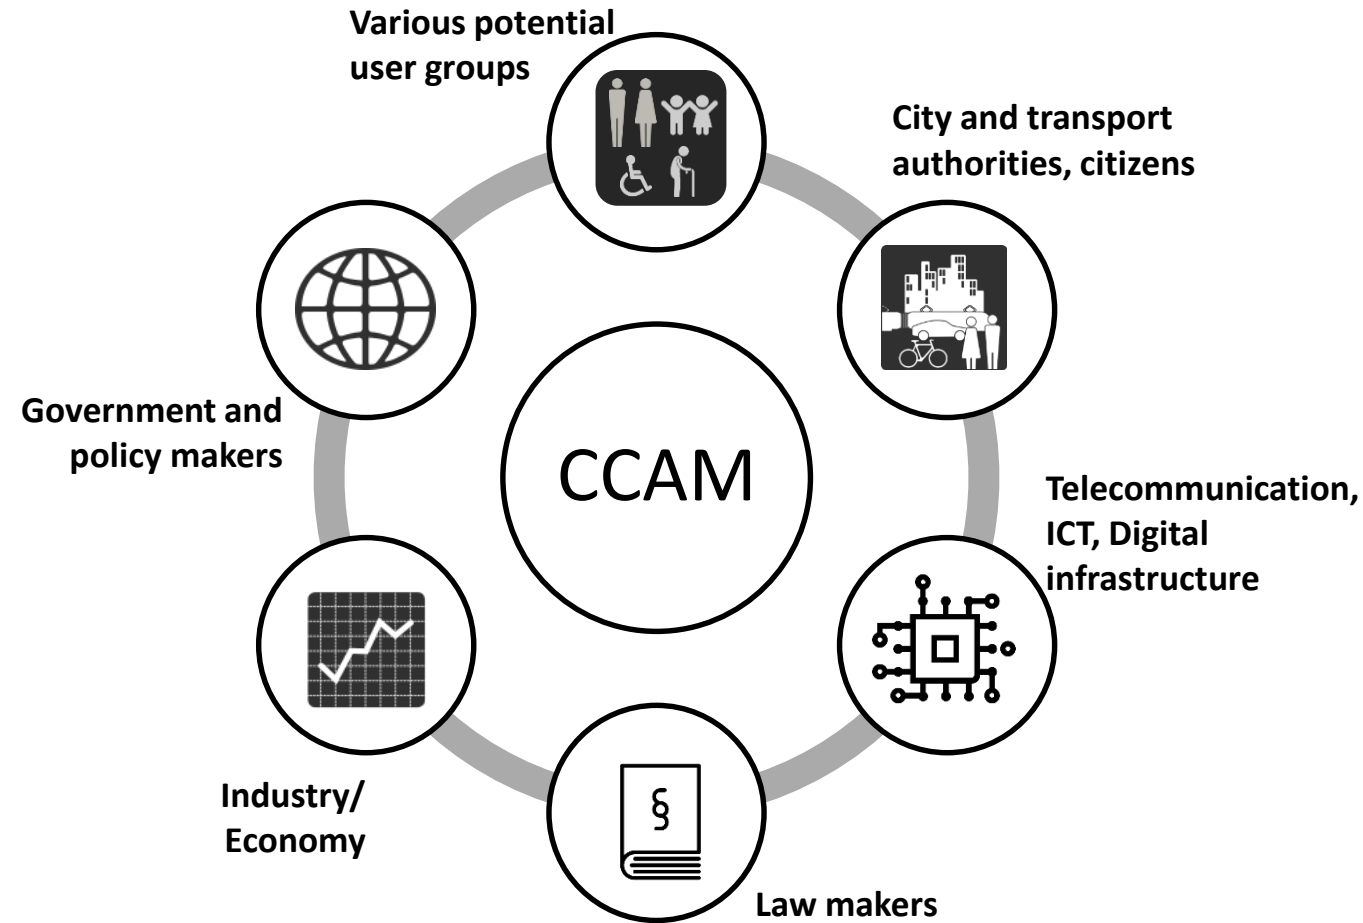 Various potential
user groups
City and transport
authorities, citizens
Government and
policy makers
CCAM
Telecommunication,
ICT, Digital
infrastructure
Industry/
Economy
§
Law makers